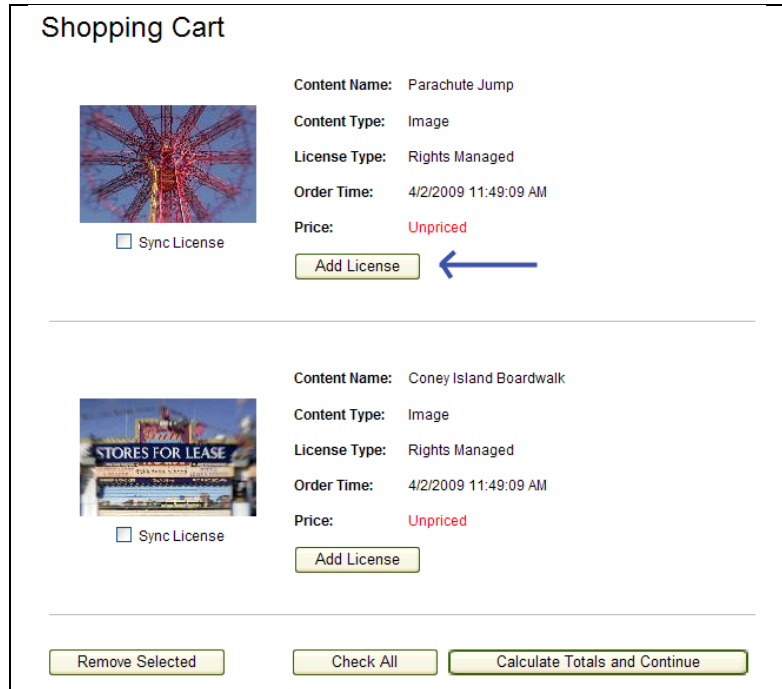 Shopping Cart
Content Name: Parachute Jump
Content Type: Image
License Type: Rights Managed
Order Time: 4/2/2009 11:49:09 AM
Price: Unpriced
Sync License
Add License
Content Name: Coney Island Boardwalk
Content Type: Image
STORES FOR LEASE
License Type: Rights Managed
Order Time: 4/2/2009 11:49:09 AM
Price: Unpriced
Sync License
Add License
Remove Selected Check All Calculate Totals and Continue